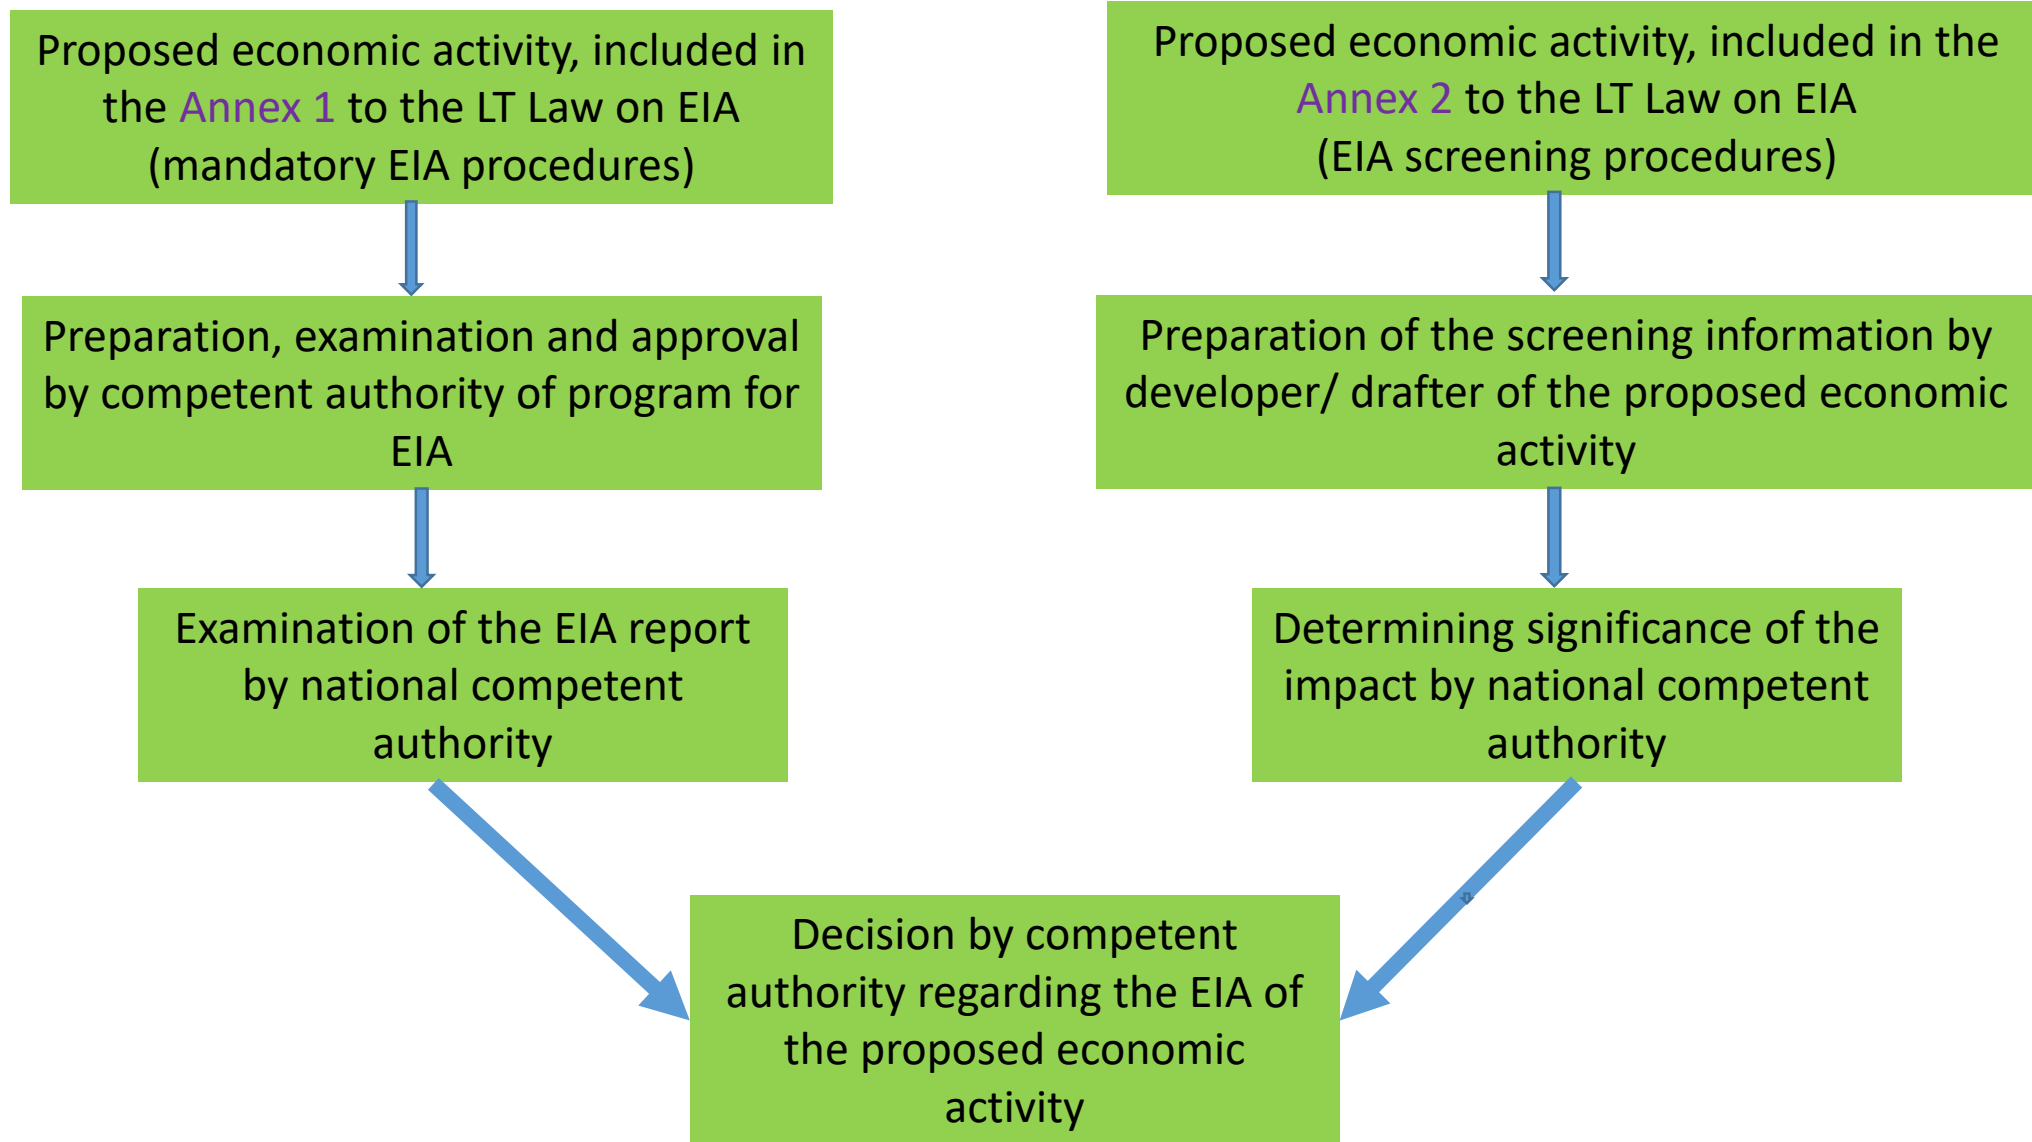 Proposed economic activity, included in
the Annex 1 to the LT Law on EIA
(mandatory EIA procedures)
Proposed economic activity, included in the
Annex 2 to the LT Law on EIA
(EIA screening procedures)
Preparation, examination and approval
by competent authority of program for
EIA
Preparation of the screening information by
developer/ drafter of the proposed economic
activity
Examination of the EIA report
by national competent
authority
Determining significance of the
impact by national competent
authority
Decision by competent
authority regarding the EIA of
the proposed economic
activity